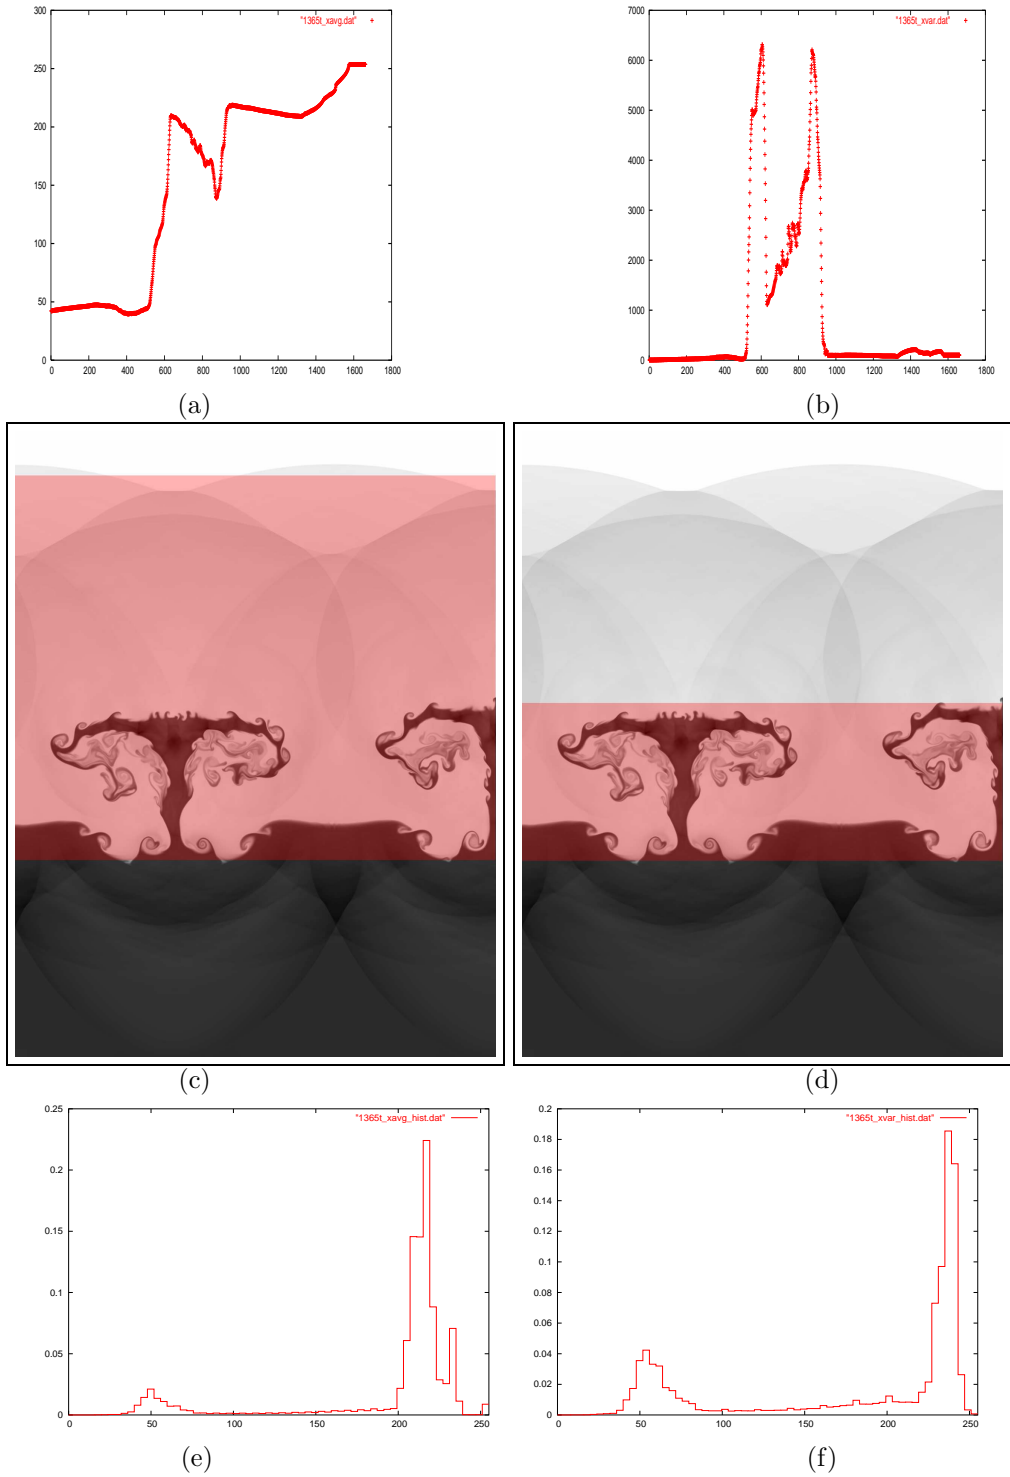 300
250
200
150
100
50
0
0 200 400 600 800 1000 1200 1400 1600 1800
"1365t_xavg.dat"
(a)
7000
6000
5000
4000
3000
2000
1000
0
0 200 400 600 800 1000 1200 1400 1600 1800
"1365t_xvar.dat"
(b)
(c)
(d)
0.25
0.2
0.15
0.1
0.05
0
0 50 100 150 200 250
"1365t_xavg_hist.dat"
(e)
0.2
0.18
0.16
0.14
0.12
0.1
0.08
0.06
0.04
0.02
0
0 50 100 150 200 250
"1365t_xvar_hist.dat"
(f)